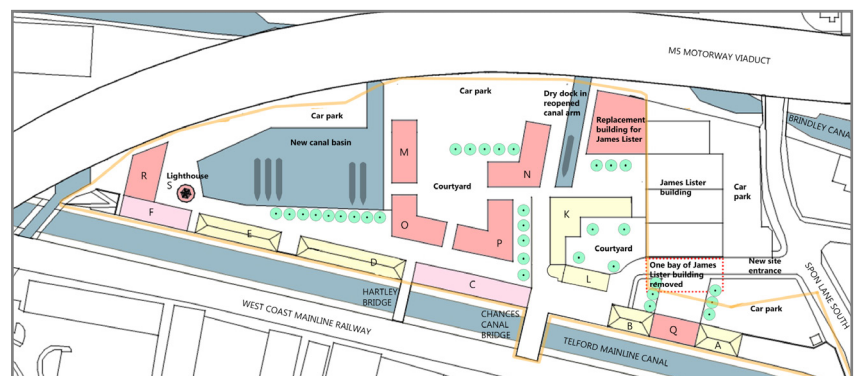 M5 MOTORWAY VIADUCT
Car park
Dry dock in
reopened
canal arm
Car park
Replacement
building for
James Lister
BRINDLEY CANAL
New canal basin
M
N
R
Lighthouse
S
Courtyard
James Lister
building
Car
park
F
E
O
P
K
Courtyard
D
C
L
One bay of James
Lister building
removed
New site
entrance
SPON LANE SOUTH
HARTLEY
BRIDGE
WEST COAST MAINLINE RAILWAY
CHANCES
CANAL
BRIDGE
B
Q
A
Car park
TELFORD MAINLINE CANAL